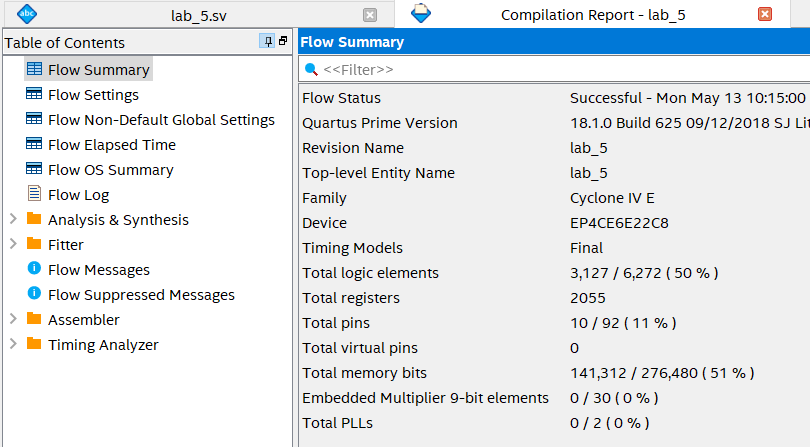 lab_5.sv
Compilation Report - lab_5
Table of Contents
Flow Summary
Flow Settings
Flow Non-Default Global Settings
Flow Elapsed Time
Flow OS Summary
Flow Log
Analysis & Synthesis
Fitter
Flow Messages
Flow Suppressed Messages
Assembler
Timing Analyzer
Flow Summary
<<Filter>>
Flow Status Successful - Mon May 13 10:15:00
Quartus Prime Version 18.1.0 Build 625 09/12/2018 SJ Lit
Revision Name lab_5
Top-level Entity Name lab_5
Family Cyclone IV E
Device EP4CE6E22C8
Timing Models Final
Total logic elements 3,127 / 6,272 ( 50 % )
Total registers 2055
Total pins 10 / 92 ( 11 % )
Total virtual pins 0
Total memory bits 141,312 / 276,480 ( 51 % )
Embedded Multiplier 9-bit elements 0 / 30 ( 0 % )
Total PLLs 0 / 2 ( 0 % )